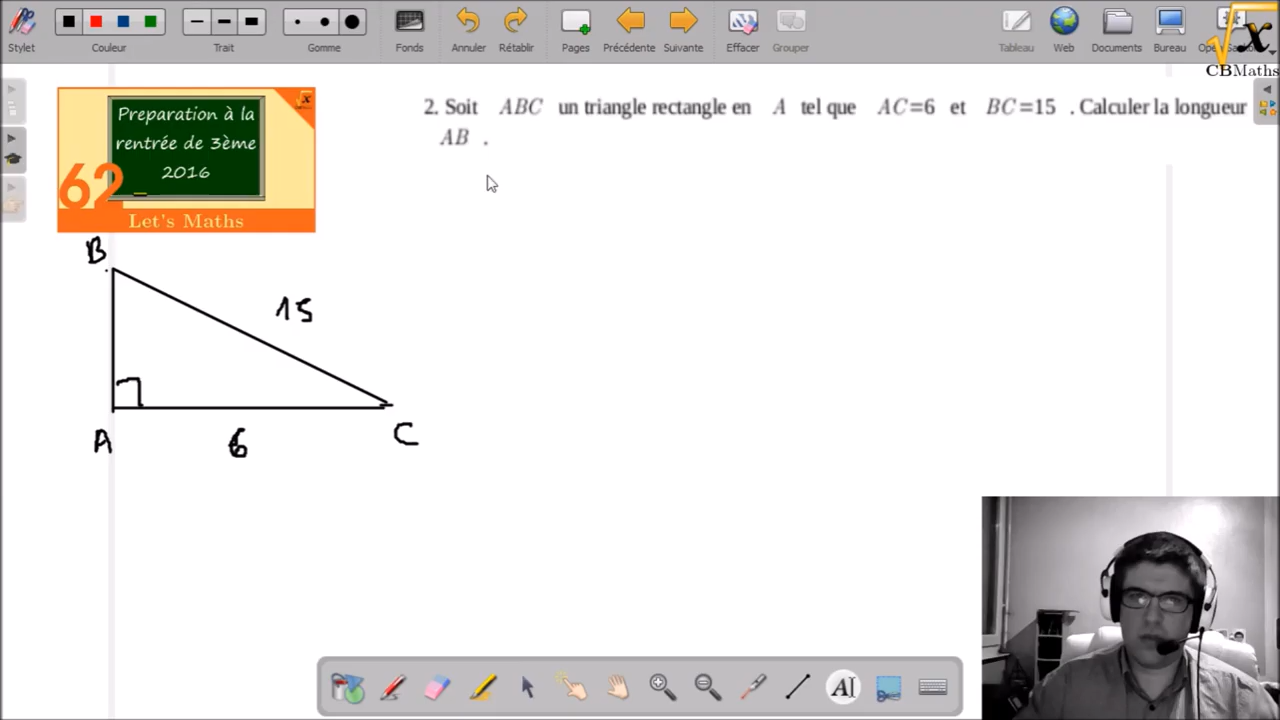 Stylet
Couleur
Trait
Gomme
Fonds
Annuler
Rétablir
Pages
Précédente
Suivante
Effacer
Grouper
Tableau
Web
Documents
Bureau
x
CBMaths
Preparation à la
rentrée de 3ème
2016
62
Let's Maths
2. Soit ABC un triangle rectangle en A tel que AC=6 et BC=15 . Calculer la longueur
AB .
B
15
A
6
C
AI